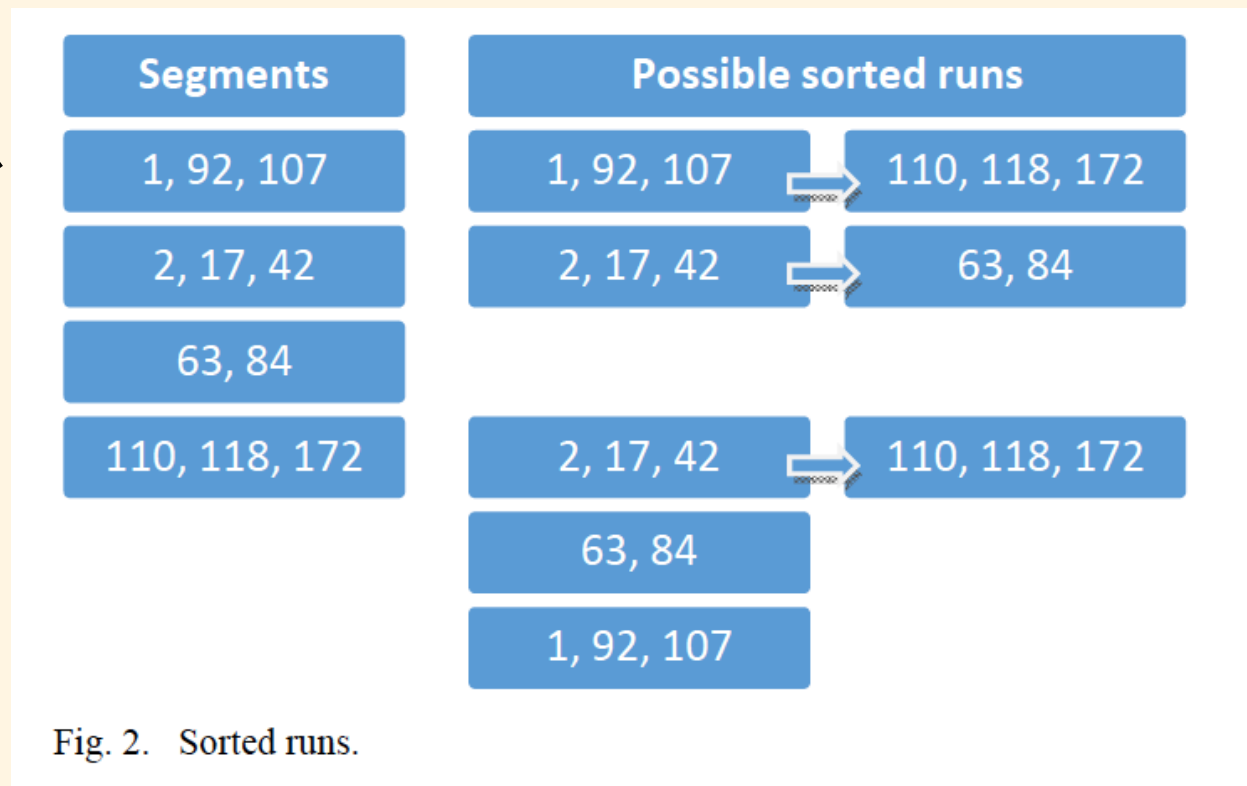 Segments
Possible sorted runs
1, 92, 107
1, 92, 107
110, 118, 172
2, 17, 42
2, 17, 42
63, 84
63, 84
110, 118, 172
2, 17, 42
110, 118, 172
63, 84
1, 92, 107
Fig. 2. Sorted runs.